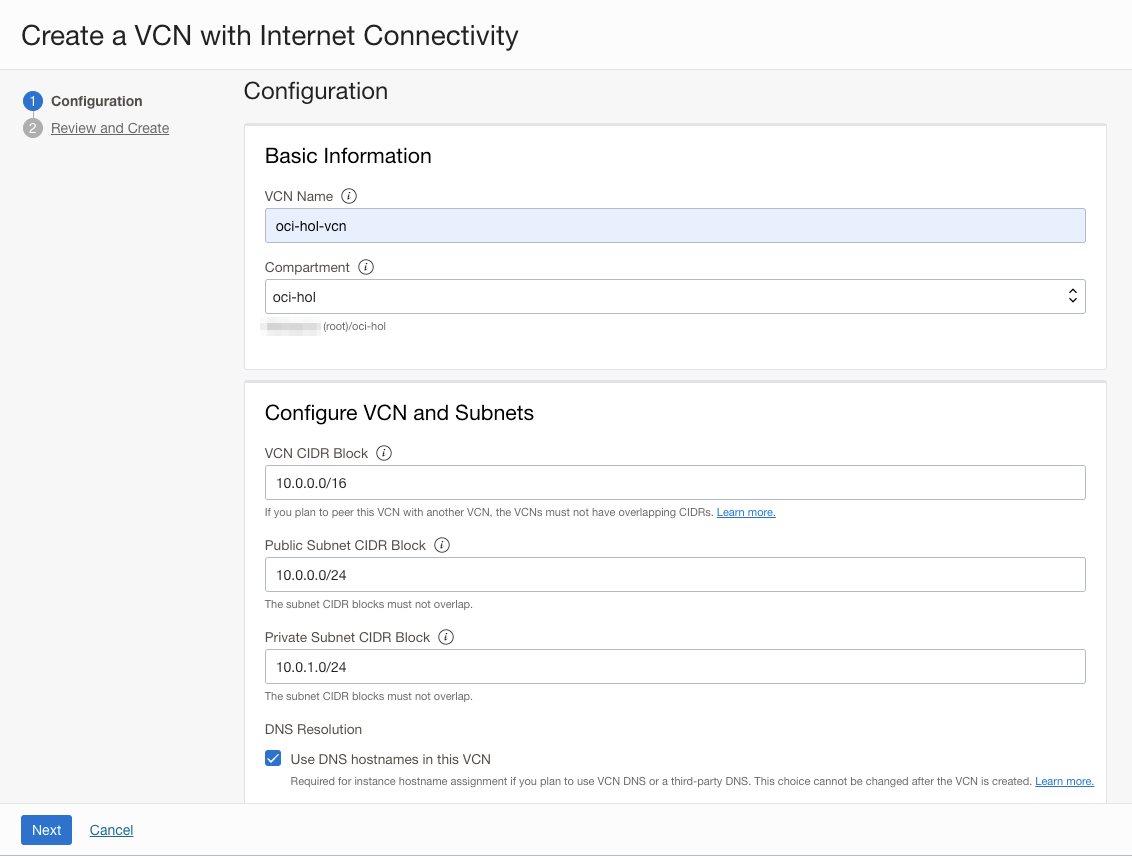 Create a VCN with Internet Connectivity
1 Configuration
2 Review and Create
Configuration
Basic Information
VCN Name i
oci-hol-vcn
Compartment i
oci-hol
(root)/oci-hol
Configure VCN and Subnets
VCN CIDR Block i
10.0.0.0/16
If you plan to peer this VCN with another VCN, the VCNs must not have overlapping CIDRs. Learn more.
Public Subnet CIDR Block i
10.0.0.0/24
The subnet CIDR blocks must not overlap.
Private Subnet CIDR Block i
10.0.1.0/24
The subnet CIDR blocks must not overlap.
DNS Resolution
Use DNS hostnames in this VCN
Required for instance hostname assignment if you plan to use VCN DNS or a third-party DNS. This choice cannot be changed after the VCN is created. Learn more.
Next Cancel